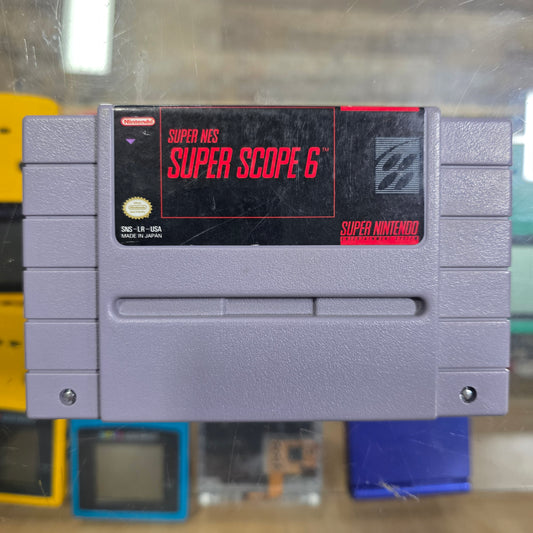 Nintendo
SUPER NES
SUPER SCOPE 6™
SNS-LR-USA
MADE IN JAPAN
SUPER NINTENDO
ENTERTAINMENT SYSTEM